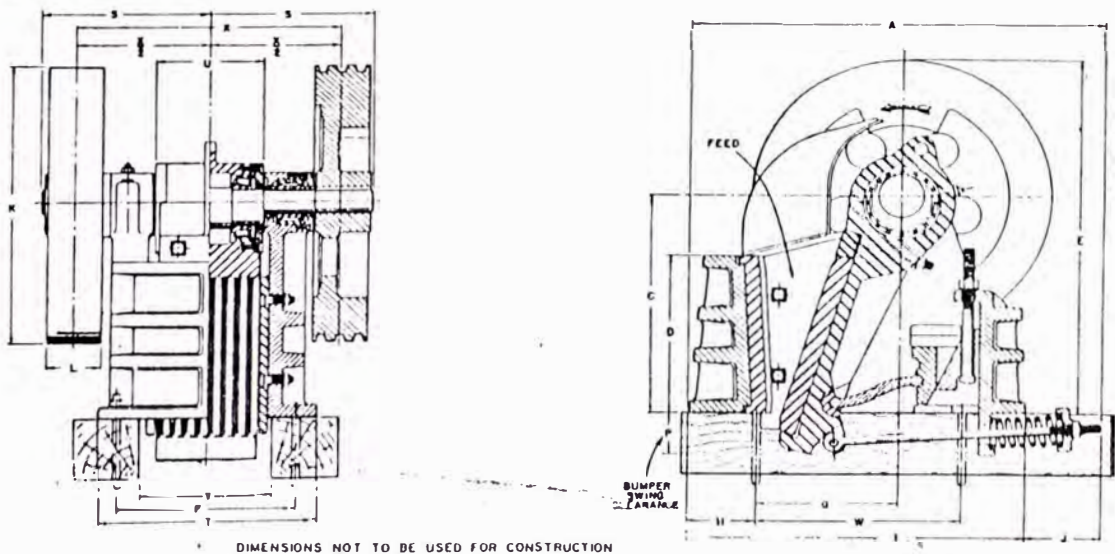 S S
X
X/2 X/2
U
K
L
V
F
T
A
FEED
E
C
D
P
BUMPER
SWING
CLEARANCE
G
H W
I J
DIMENSIONS NOT TO BE USED FOR CONSTRUCTION